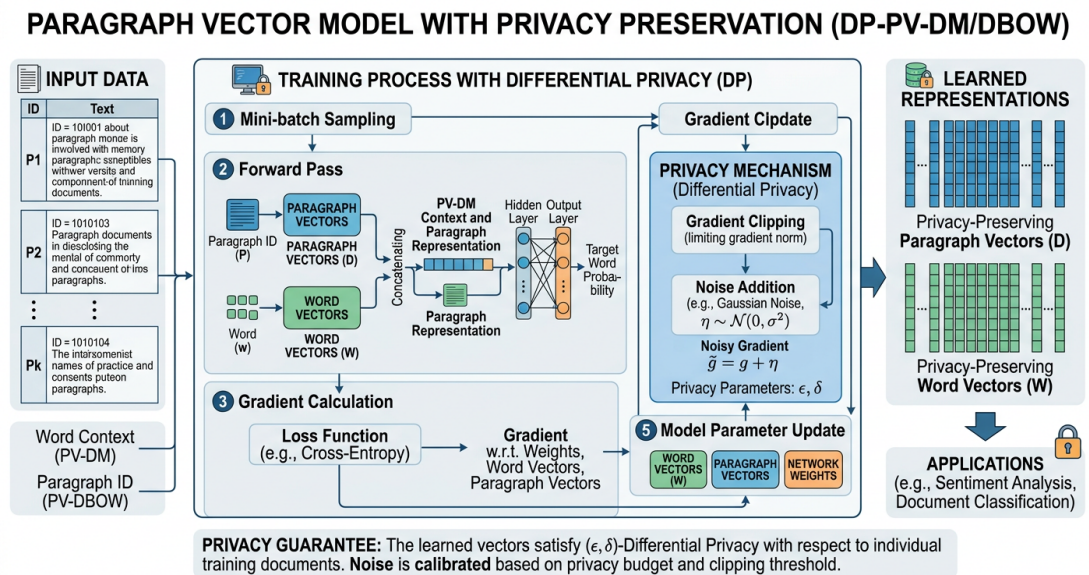 PARAGRAPH VECTOR MODEL WITH PRIVACY PRESERVATION (DP-PV-DM/DBOW)
INPUT DATA
ID Text
P1
ID = 101001 about
paragraph monoe is
involved with memory
paragraphc
withwer versits and
of
documents.
P2
ID = 1010103
Paragraph documents
in diesclosing the
mental of commorty
and concauent of
paragraphs.
Pk
ID = 1010104
The
names of practice and
consents puteon
paragraphs.
Word Context
(PV-DM)
Paragraph ID
(PV-DBOW)
TRAINING PROCESS WITH DIFFERENTIAL PRIVACY (DP)
1 Mini-batch Sampling
2 Forward Pass
Paragraph ID
(P)
PARAGRAPH
VECTORS
PARAGRAPH
VECTORS (D)
Word
(w)
WORD
VECTORS
WORD
VECTORS (W)
Concatenating
PV-DM
Context and
Paragraph
Representation
Paragraph
Representation
Hidden
Layer
Output
Layer
Target
Word
Proba-
bility
3 Gradient Calculation
Loss Function
(e.g., Cross-Entropy)
Gradient
w.r.t. Weights,
Word Vectors,
Paragraph Vectors
Gradient Cipdate
PRIVACY MECHANISM
(Differential Privacy)
Gradient Clipping
(limiting gradient norm)
Noise Addition
(e.g., Gaussian Noise,
η ~ N(0, σ²)
Noisy Gradient
g̃ = g + η
Privacy Parameters: ϵ, δ
5 Model Parameter Update
WORD
VECTORS
(W)
PARAGRAPH
VECTORS
NETWORK
WEIGHTS
LEARNED
REPRESENTATIONS
Privacy-Preserving
Paragraph Vectors (D)
Privacy-Preserving
Word Vectors (W)
APPLICATIONS
(e.g., Sentiment Analysis,
Document Classification)
PRIVACY GUARANTEE: The learned vectors satisfy (ϵ, δ)-Differential Privacy with respect to individual
training documents. Noise is calibrated based on privacy budget and clipping threshold.